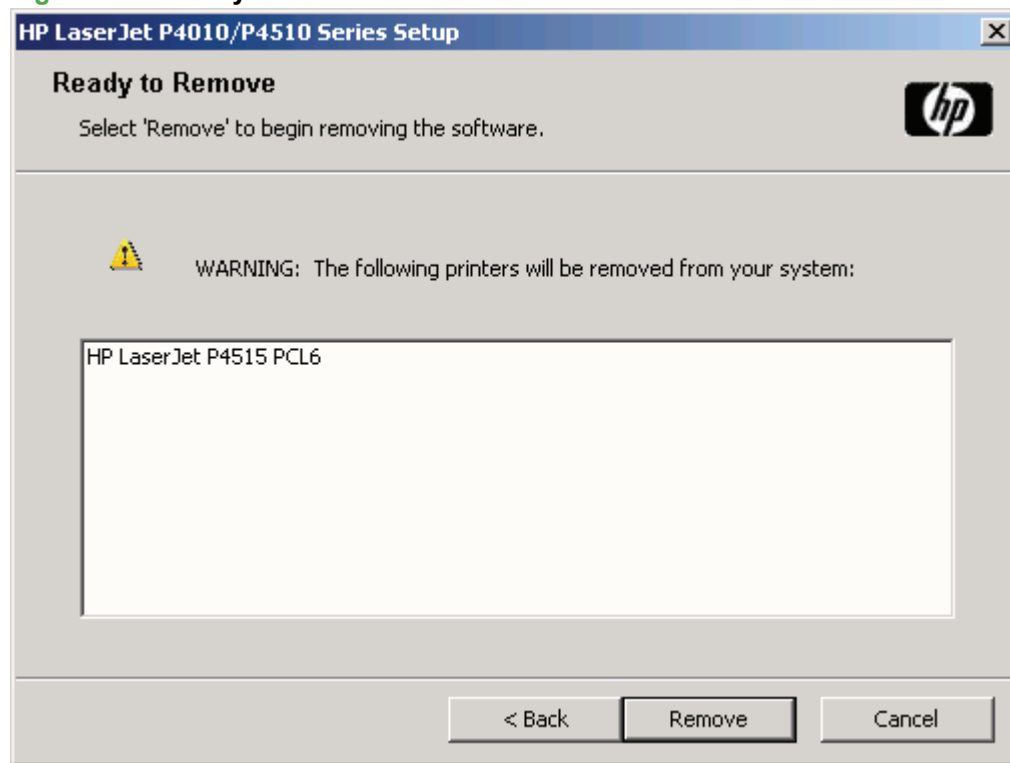 HP LaserJet P4010/P4510 Series Setup
Ready to Remove
Select 'Remove' to begin removing the software.
hp
WARNING: The following printers will be removed from your system:
HP LaserJet P4515 PCL6
< Back Remove Cancel